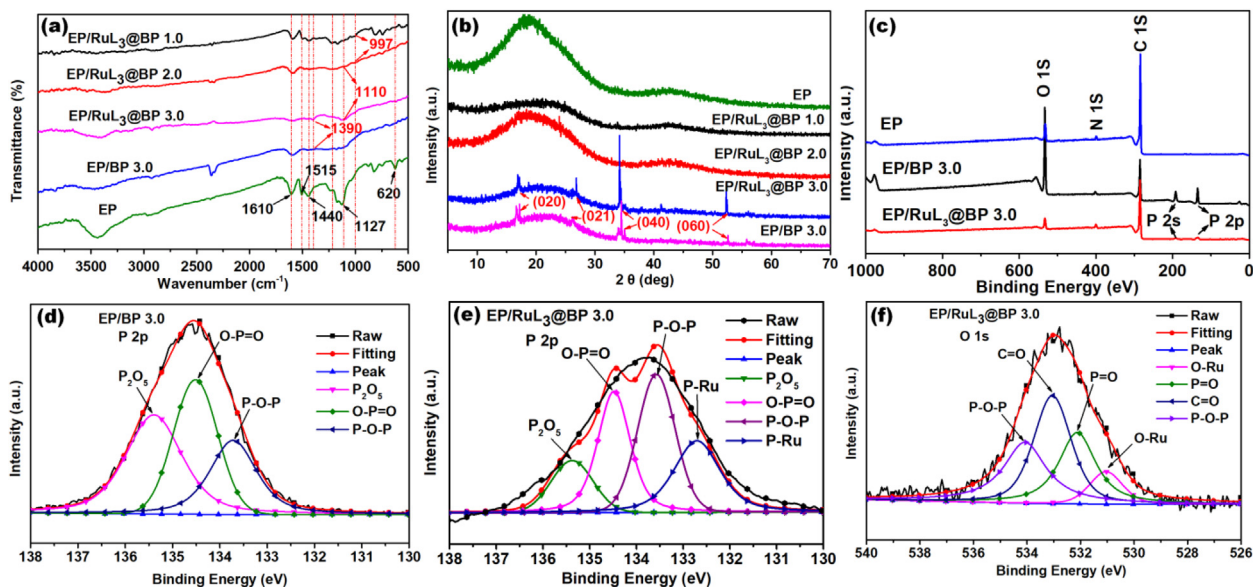 (a)
EP/RuL₃@BP 1.0
997
EP/RuL₃@BP 2.0
1110
EP/RuL₃@BP 3.0
1390
EP/BP 3.0
1515
EP
1610
1440
1127
620
Transmittance (%)
4000 3500 3000 2500 2000 1500 1000 500
Wavenumber (cm⁻¹)
(b)
EP
EP/RuL₃@BP 1.0
EP/RuL₃@BP 2.0
EP/RuL₃@BP 3.0
(020)
(021)
(040)
(060)
EP/BP 3.0
Intensity (a.u.)
10 20 30 40 50 60 70
2 θ (deg)
(c)
C 1S
O 1S
N 1S
EP
EP/BP 3.0
P 2s
P 2p
EP/RuL₃@BP 3.0
Intensity (a.u.)
1000 800 600 400 200 0
Binding Energy (eV)
(d)
EP/BP 3.0
P 2p
O-P=O
P₂O₅
P-O-P
Raw
Fitting
Peak
P₂O₅
O-P=O
P-O-P
Intensity (a.u.)
138 137 136 135 134 133 132 131 130
Binding Energy (eV)
(e)
EP/RuL₃@BP 3.0
P 2p
O-P=O
P-O-P
P-Ru
P₂O₅
Raw
Fitting
Peak
P₂O₅
O-P=O
P-O-P
P-Ru
Intensity (a.u.)
138 137 136 135 134 133 132 131 130
Binding Energy (eV)
(f)
EP/RuL₃@BP 3.0
O 1s
C=O
P=O
P-O-P
O-Ru
Raw
Fitting
Peak
O-Ru
P=O
C=O
P-O-P
Intensity (a.u.)
540 538 536 534 532 530 528 526
Binding Energy (eV)